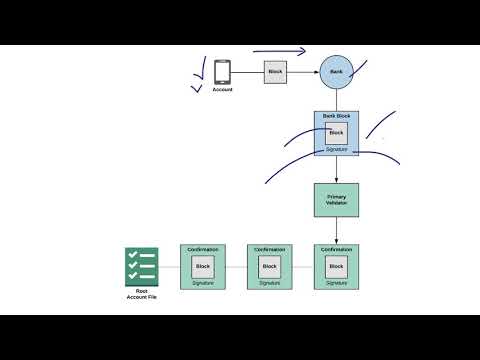 Block
Bank
Account
Bank Block
Block
Signature
Primary
Validator
Confirmation
Confirmation
Confirmation
Block
Block
Block
Signature
Signature
Signature
Root
Account File